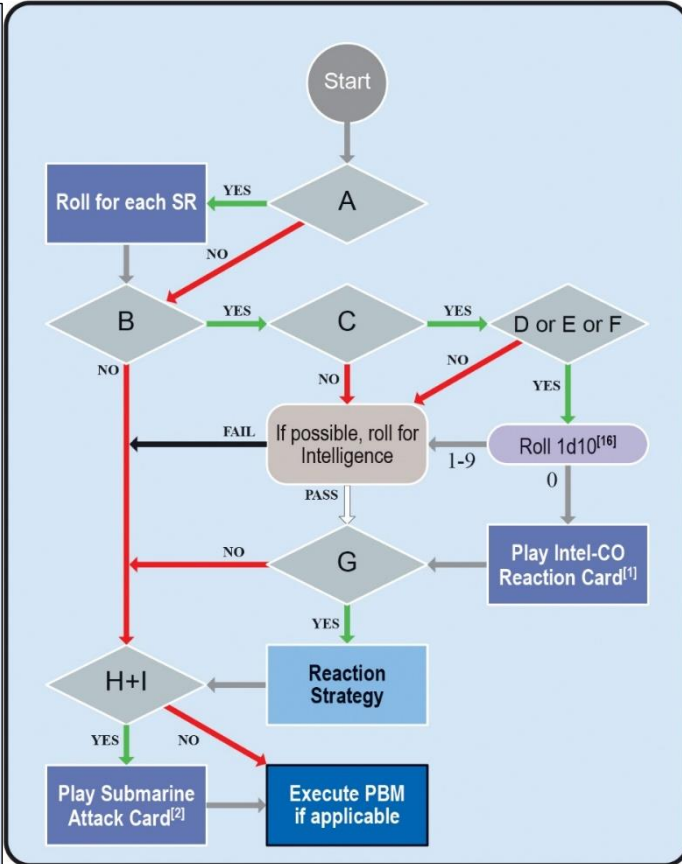 Start
A
YES
Roll for each SR
NO
B
YES
C
YES
D or E or F
NO
NO
NO
YES
If possible, roll for
Intelligence
FAIL
Roll 1d10[16]
1-9
0
PASS
Play Intel-CO
Reaction Card[1]
G
NO
YES
Reaction
Strategy
H+I
YES
NO
Play Submarine
Attack Card[2]
Execute PBM
if applicable